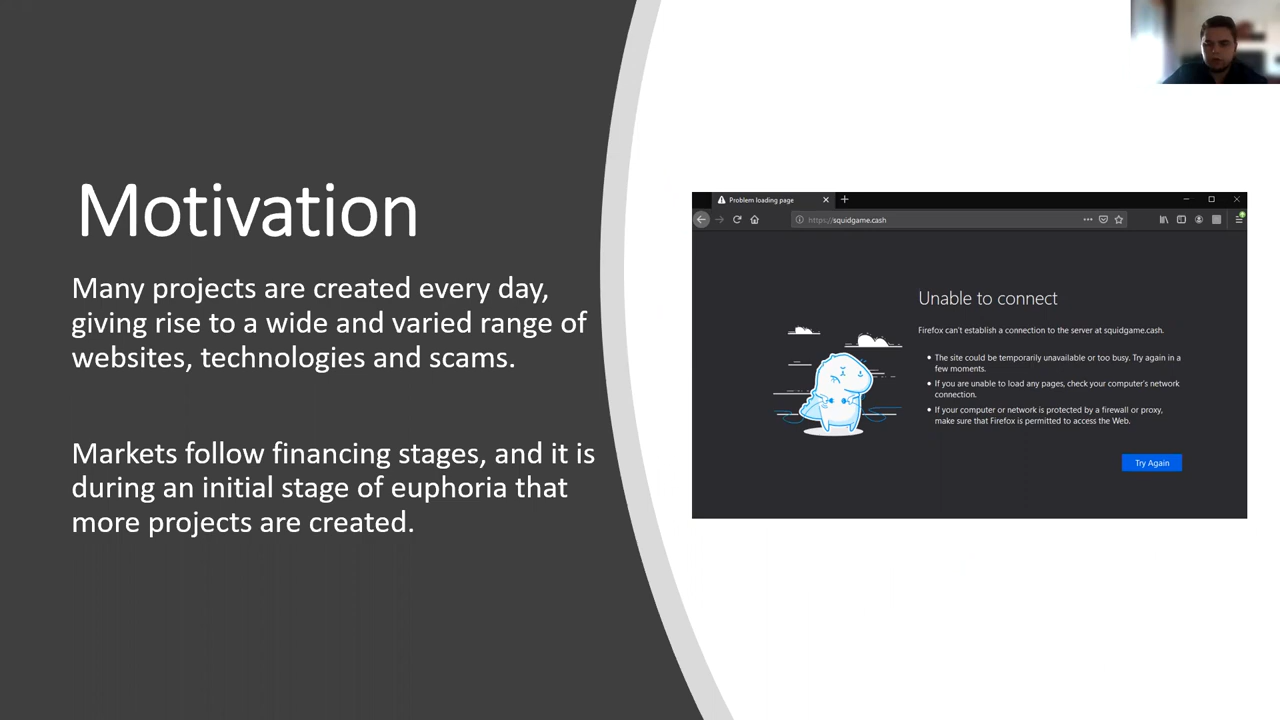 Motivation
Many projects are created every day,
giving rise to a wide and varied range of
websites, technologies and scams.
Markets follow financing stages, and it is
during an initial stage of euphoria that
more projects are created.
Problem loading page
https://squidgame.cash
Unable to connect
Firefox can't establish a connection to the server at squidgame.cash.
The site could be temporarily unavailable or too busy. Try again in a
few moments.
If you are unable to load any pages, check your computer's network
connection.
If your computer or network is protected by a firewall or proxy,
make sure that Firefox is permitted to access the Web.
Try Again